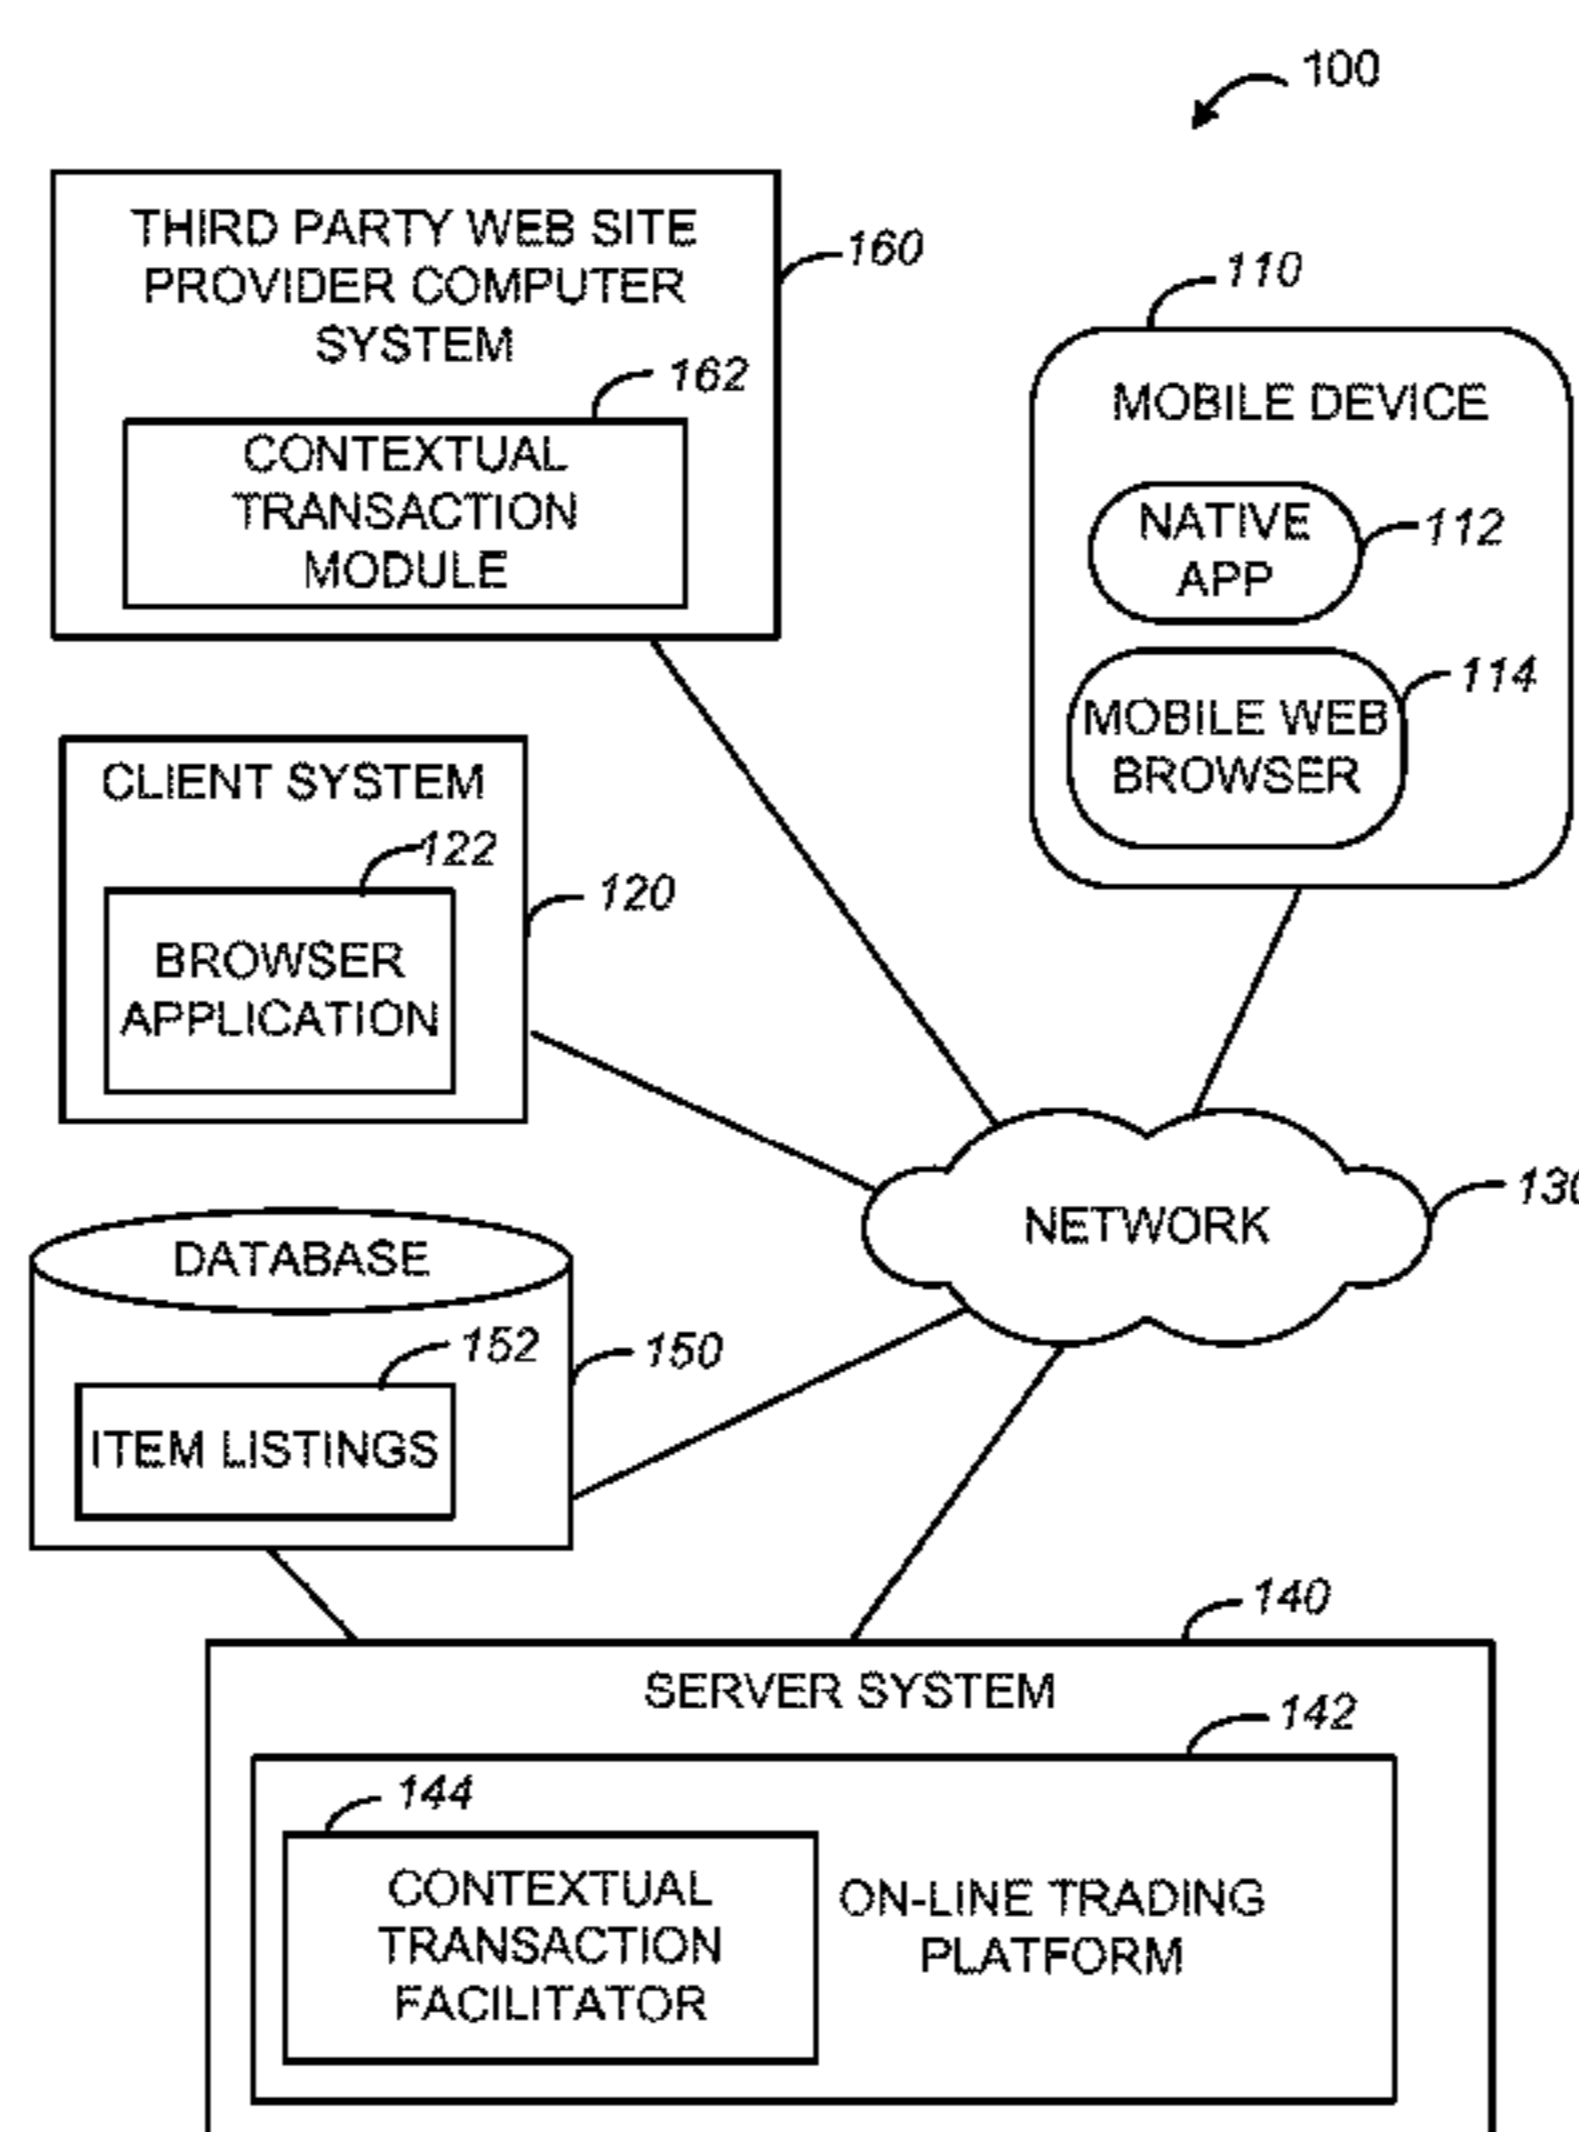 100
THIRD PARTY WEB SITE
PROVIDER COMPUTER
SYSTEM
160
162
CONTEXTUAL
TRANSACTION
MODULE
110
MOBILE DEVICE
NATIVE
APP
112
114
MOBILE WEB
BROWSER
CLIENT SYSTEM
122
120
BROWSER
APPLICATION
NETWORK
130
DATABASE
152
150
ITEM LISTINGS
140
SERVER SYSTEM
142
144
CONTEXTUAL
TRANSACTION
FACILITATOR
ON-LINE TRADING
PLATFORM